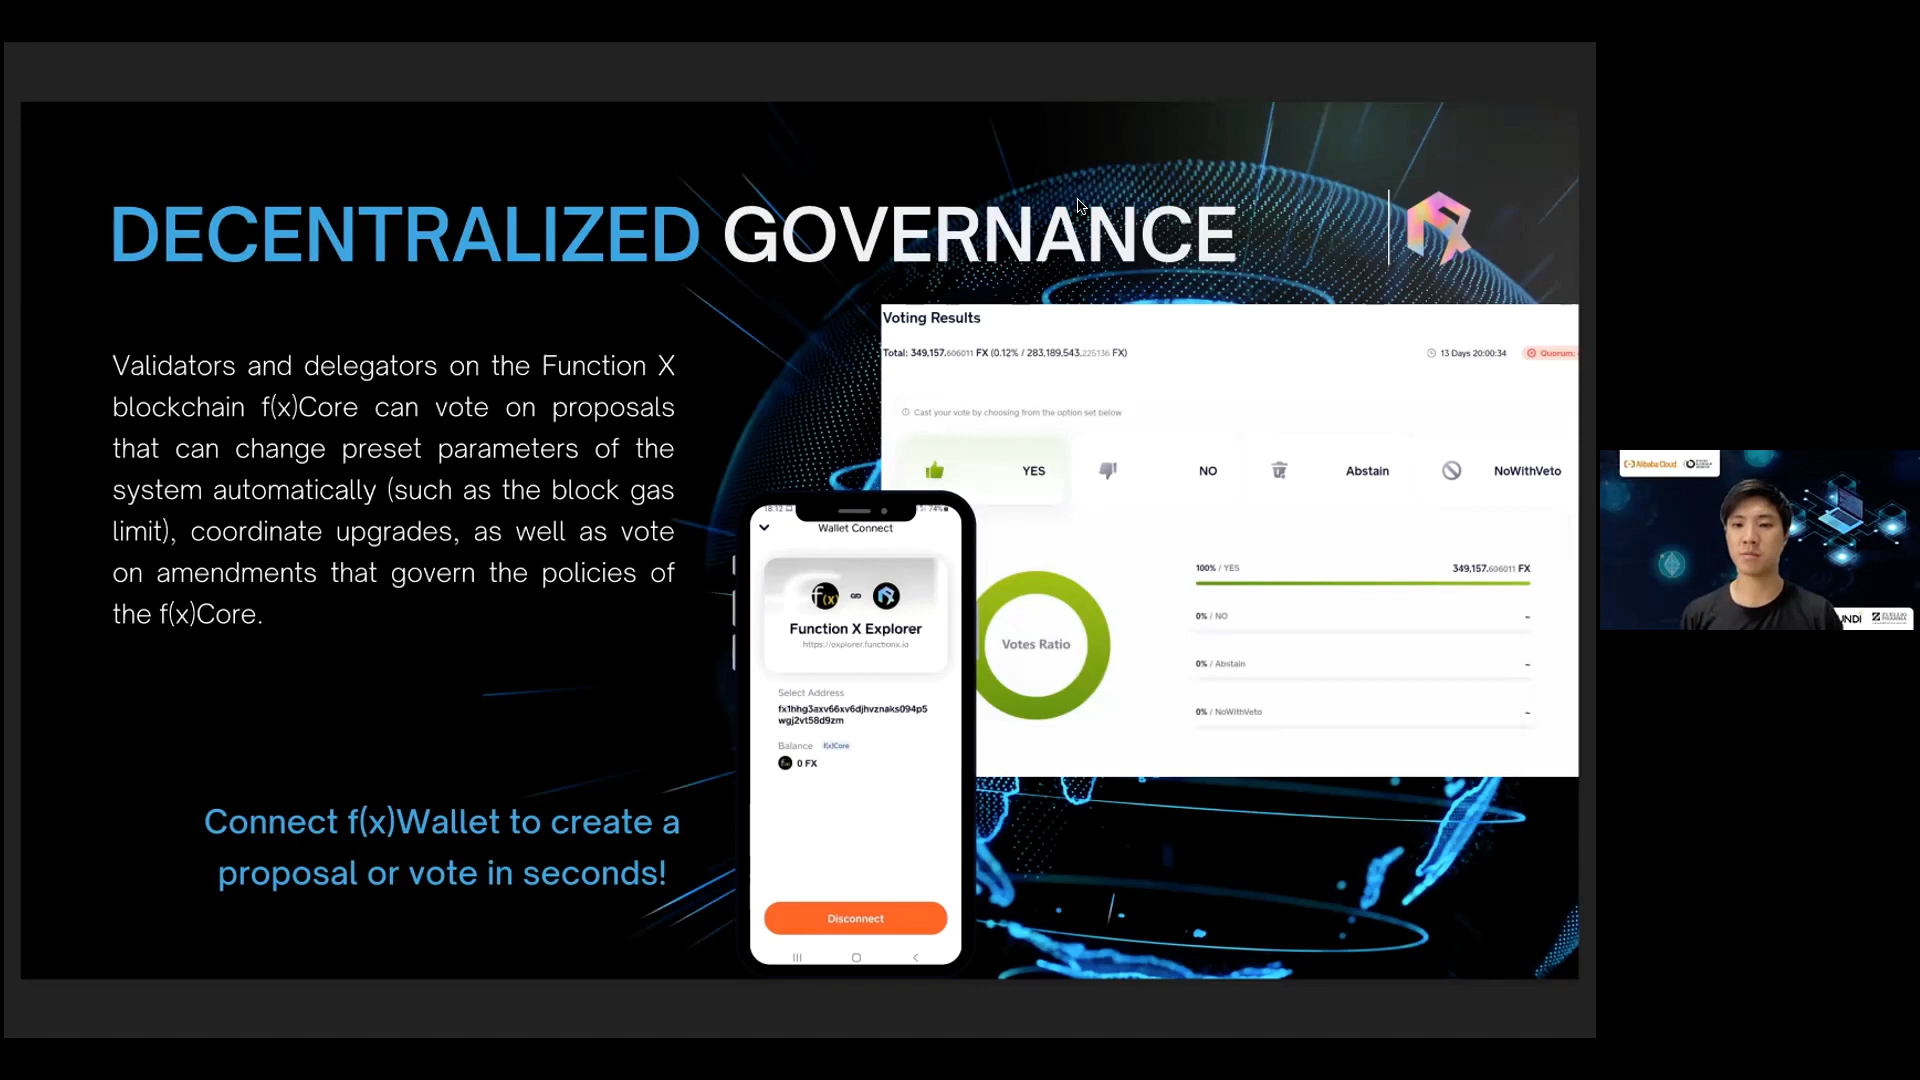 DECENTRALIZED GOVERNANCE
Validators and delegators on the Function X
blockchain f(x)Core can vote on proposals
that can change preset parameters of the
system automatically (such as the block gas
limit), coordinate upgrades, as well as vote
on amendments that govern the policies of
the f(x)Core.
Connect f(x)Wallet to create a
proposal or vote in seconds!
Voting Results
Total: 349,157.606011 FX (0.12% / 283,189,543.225136 FX)
13 Days 20:00:34
Quorum:
Cast your vote by choosing from the option set below
YES
NO
Abstain
NoWithVeto
Votes Ratio
100% / YES 349,157.606011 FX
0% / NO ~
0% / Abstain ~
0% / NoWithVeto ~
18:12 74%
Wallet Connect
f(x)
Function X Explorer
https://explorer.functionx.io
Select Address
fx1hhg3axv66xv6djhvznaks094p5
wgj2vt58d9zm
Balance f(x)Core
0 FX
Disconnect
Alibaba Cloud
UNDI